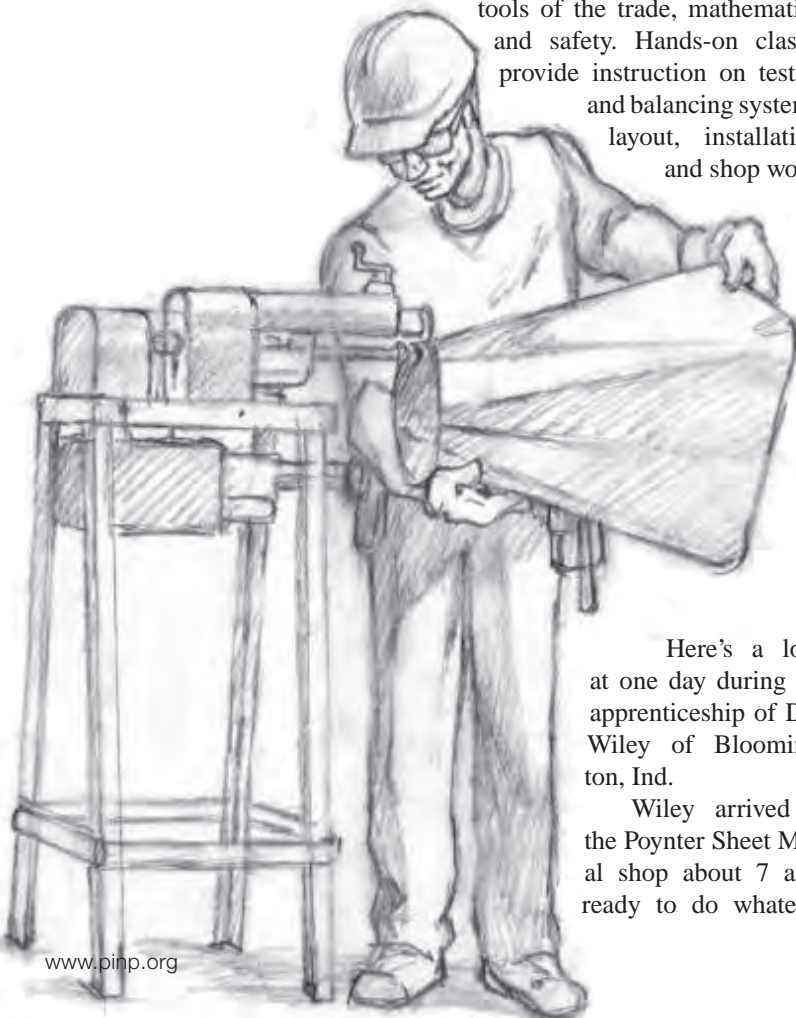 tools of the trade, mathemati
and safety. Hands-on clas
provide instruction on test
and balancing system
layout, installati
and shop wo
Here’s a lo
at one day during
apprenticeship of D
Wiley of Bloomin
ton, Ind.
Wiley arrived
the Poynter Sheet M
al shop about 7 a
ready to do whate
www.pinp.org